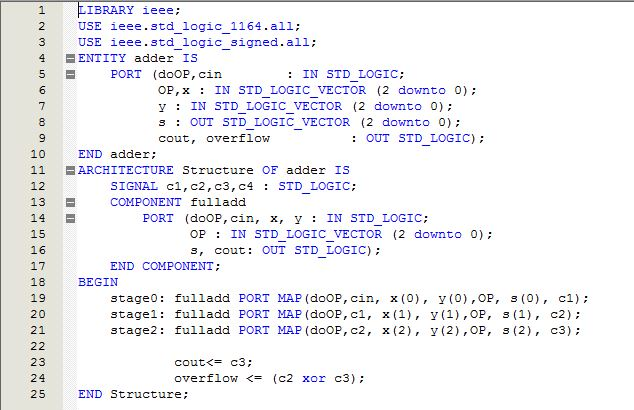 1 LIBRARY ieee;
2 USE ieee.std_logic_1164.all;
3 USE ieee.std_logic_signed.all;
4 ENTITY adder IS
5 PORT (doOP,cin : IN STD_LOGIC;
6 OP,x : IN STD_LOGIC_VECTOR (2 downto 0);
7 y : IN STD_LOGIC_VECTOR (2 downto 0);
8 s : OUT STD_LOGIC_VECTOR (2 downto 0);
9 cout, overflow : OUT STD_LOGIC);
10 END adder;
11 ARCHITECTURE Structure OF adder IS
12 SIGNAL c1,c2,c3,c4 : STD_LOGIC;
13 COMPONENT fulladd
14 PORT (doOP,cin, x, y : IN STD_LOGIC;
15 OP : IN STD_LOGIC_VECTOR (2 downto 0);
16 s, cout: OUT STD_LOGIC);
17 END COMPONENT;
18 BEGIN
19 stage0: fulladd PORT MAP(doOP,cin, x(0), y(0),OP, s(0), c1);
20 stage1: fulladd PORT MAP(doOP,c1, x(1), y(1),OP, s(1), c2);
21 stage2: fulladd PORT MAP(doOP,c2, x(2), y(2),OP, s(2), c3);
22
23 cout<= c3;
24 overflow <= (c2 xor c3);
25 END Structure;